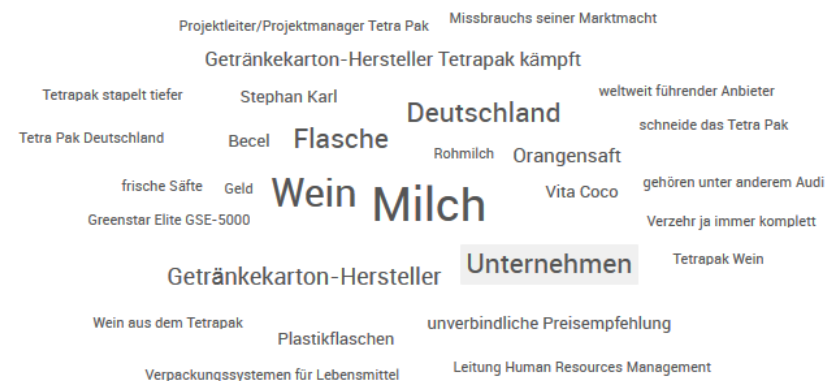 Projektleiter/Projektmanager Tetra Pak
Missbrauchs seiner Marktmacht
Getränkekarton-Hersteller Tetrapak kämpft
Tetrapak stapelt tiefer
Stephan Karl
weltweit führender Anbieter
Deutschland
Tetra Pak Deutschland
Becel
Flasche
schneide das Tetra Pak
Rohmilch
Orangensaft
frische Säfte
Geld
Wein
Milch
Vita Coco
gehören unter anderem Audi
Greenstar Elite GSE-5000
Verzehr ja immer komplett
Getränkekarton-Hersteller
Unternehmen
Tetrapak Wein
Wein aus dem Tetrapak
Plastikflaschen
unverbindliche Preisempfehlung
Verpackungssystemen für Lebensmittel
Leitung Human Resources Management